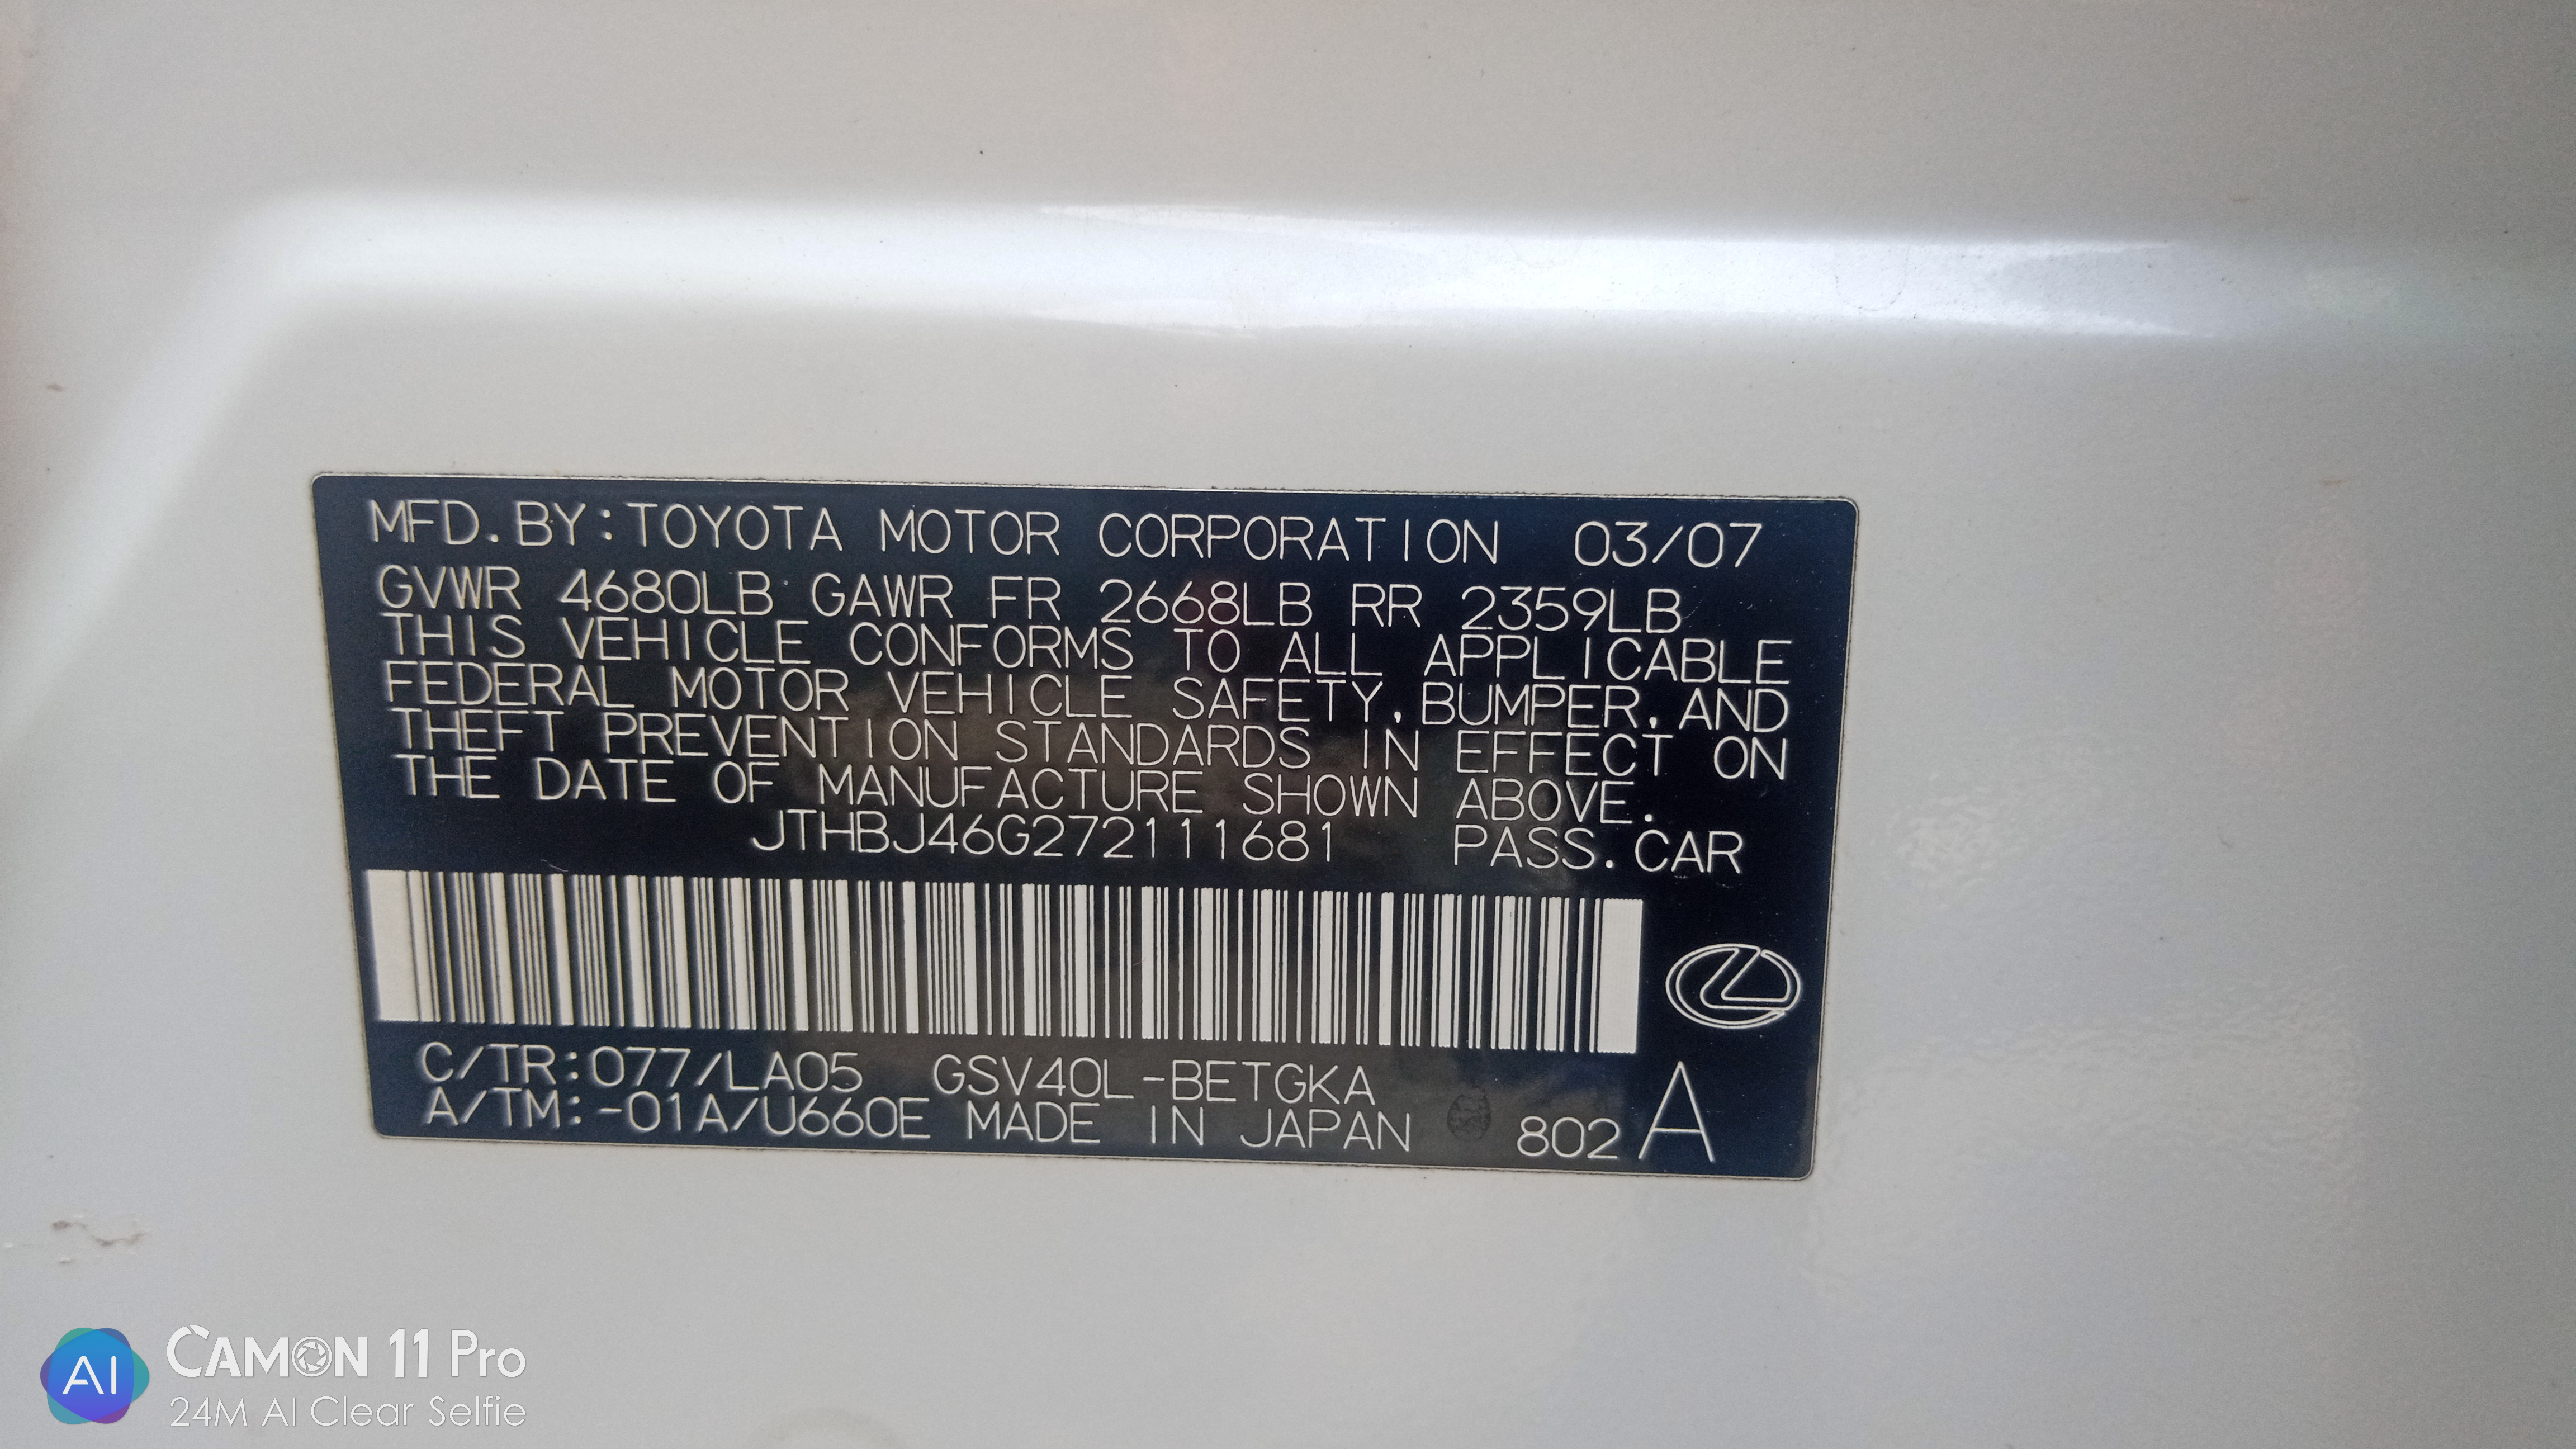 MFD. BY: TOYOTA MOTOR CORPORATION 03/07
GVWR 4680LB GAWR FR 2668LB RR 2359LB
THIS VEHICLE CONFORMS TO ALL APPLICABLE
FEDERAL MOTOR VEHICLE SAFETY, BUMPER, AND
THEFT PREVENTION STANDARDS IN EFFECT ON
THE DATE OF MANUFACTURE SHOWN ABOVE.
JTHBJ46G272111681 PASS. CAR
C/TR: 077/LA05 GSV40L-BETGKA
A/TM: -01A/U660E MADE IN JAPAN 802 A
AI CAMON 11 Pro
24M AI Clear Selfie